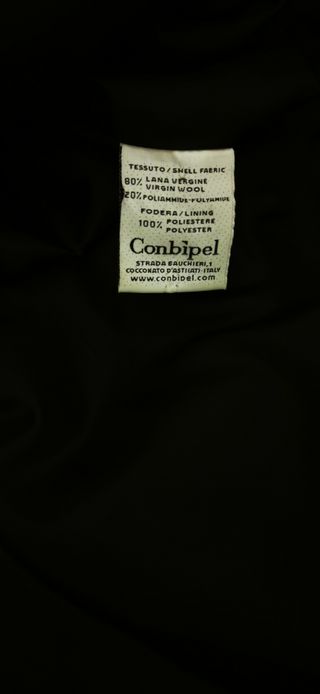 TESSUTO/SHELL FABRIC
80% LANA VERGINE
VIRGIN WOOL
20% POLIAMMIDE-POLYAMIDE
FODERA/LINING
100% POLIESTERE
POLYESTER
Conbipel
STRADA BAUCHIERI,1
COCCONATO D'ASTI(AT)-ITALY
www.conbipel.com